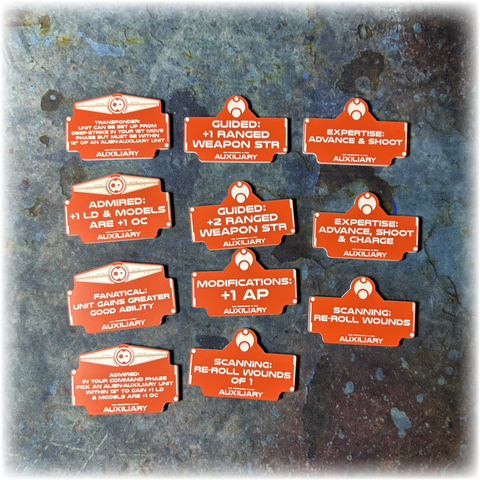 TRANSPONDER:
UNIT CAN BE SET UP FROM
DEEP-STRIKE IN YOUR 1ST MOVE
PHASE BUT MUST BE WITHIN
12" OF AN ALIEN-AUXILIARY UNIT
AUXILIARY
ADMIRED:
+1 LD & MODELS
ARE +1 OC
AUXILIARY
FANATICAL:
UNIT GAINS GREATER
GOOD ABILITY
AUXILIARY
ADMIRED:
IN YOUR COMMAND PHASE
PICK AN ALIEN-AUXILIARY UNIT
WITHIN 12" TO GAIN +1 LD
& MODELS ARE +1 OC
AUXILIARY
GUIDED:
+1 RANGED
WEAPON STR
AUXILIARY
GUIDED:
+2 RANGED
WEAPON STR
AUXILIARY
MODIFICATIONS:
+1 AP
AUXILIARY
SCANNING:
RE-ROLL WOUNDS
OF 1
AUXILIARY
EXPERTISE:
ADVANCE & SHOOT
AUXILIARY
EXPERTISE:
ADVANCE, SHOOT
& CHARGE
AUXILIARY
SCANNING:
RE-ROLL WOUNDS
AUXILIARY